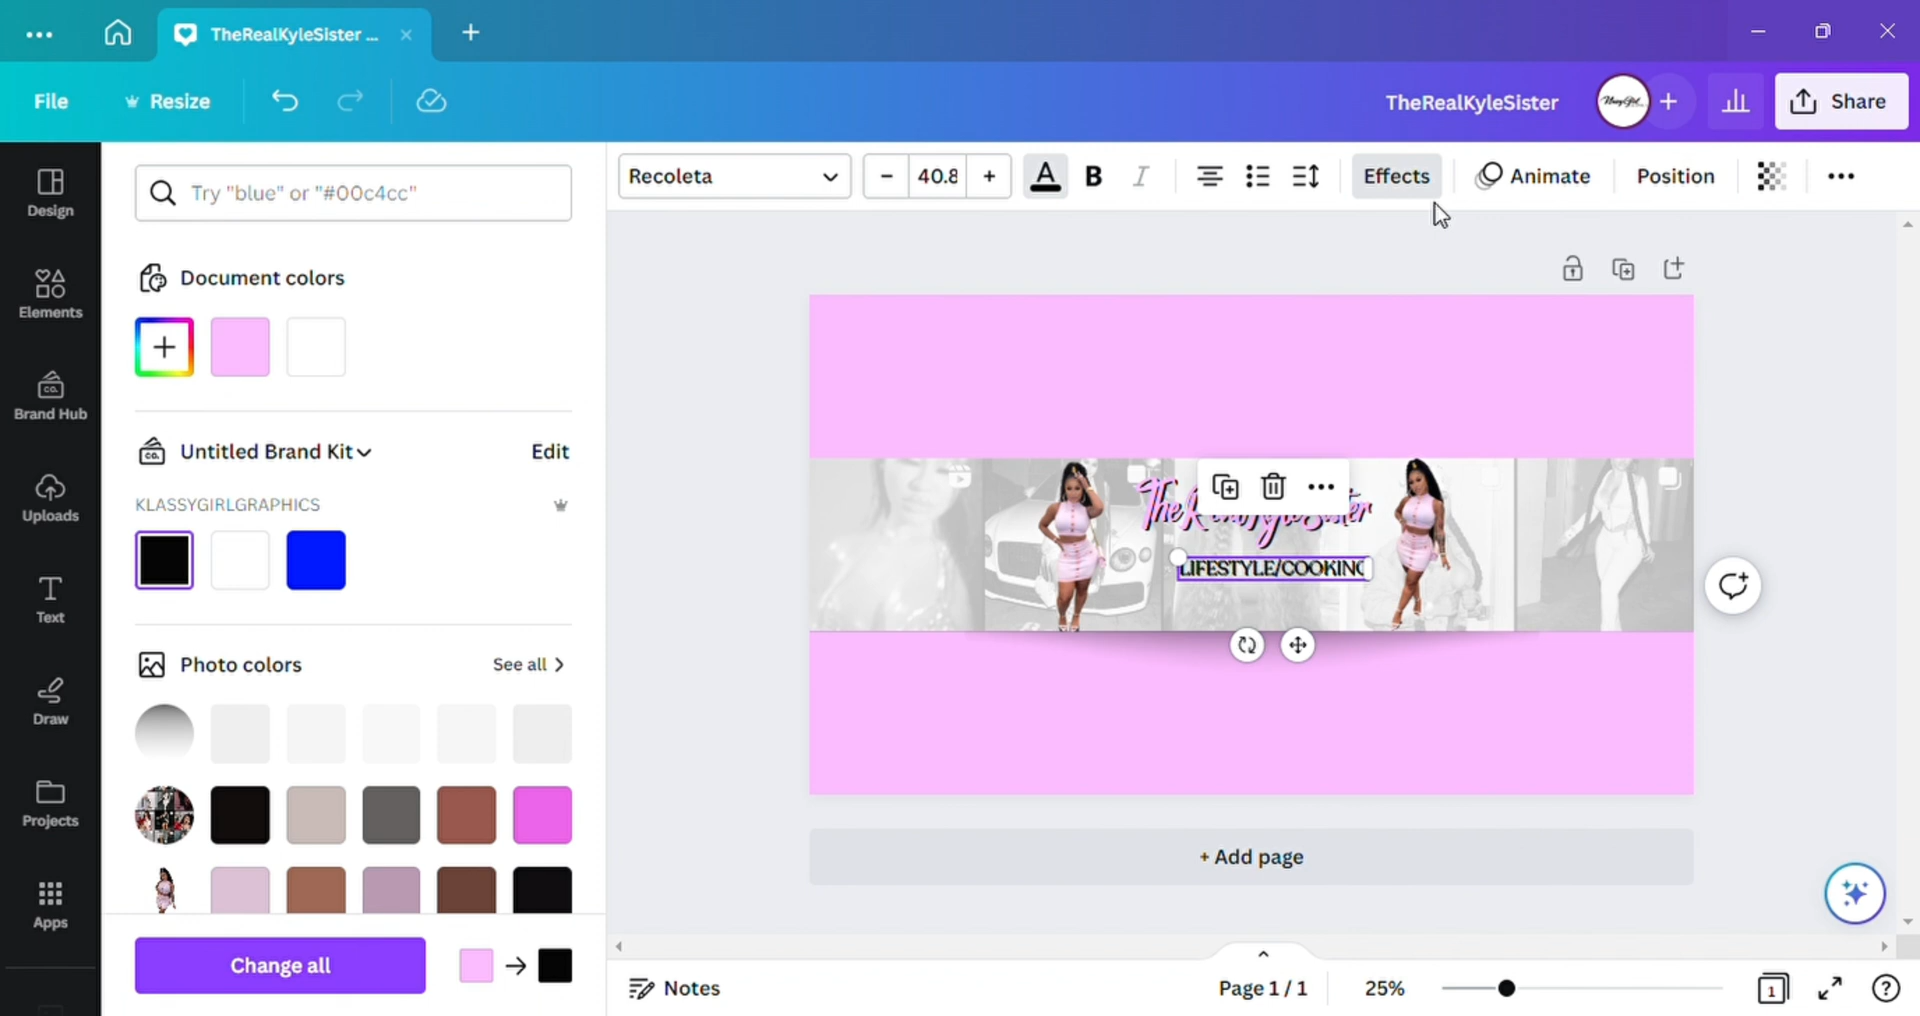 TheRealKyleSister ...
File
Resize
TheRealKyleSister
Share
Design
Elements
Brand Hub
Uploads
Text
Draw
Projects
Apps
Try "blue" or "#00c4cc"
Document colors
Untitled Brand Kit
Edit
KLASSYGIRLGRAPHICS
Photo colors
See all
Change all
Recoleta
- 40.8 +
A B I
Effects
Animate
Position
LIFESTYLE/COOKING
+ Add page
Notes
Page 1 / 1
25%
1
?